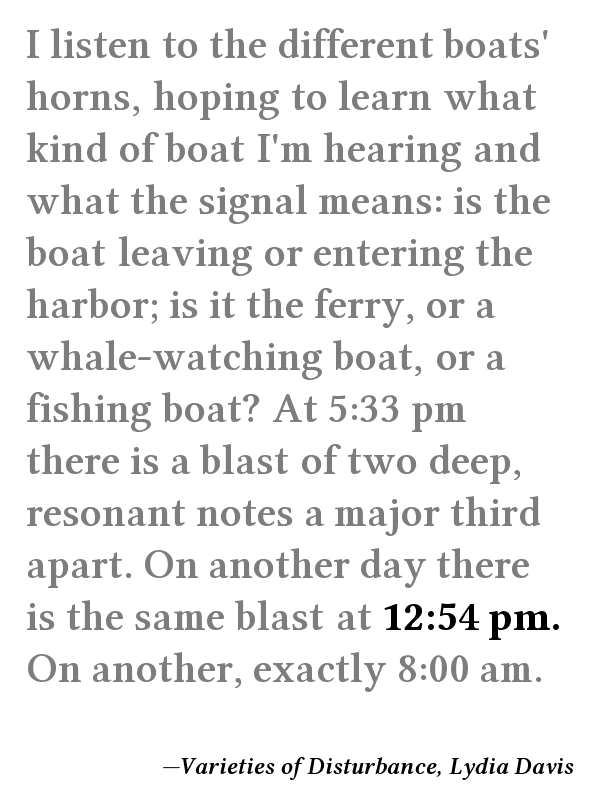 I listen to the different boats'
horns, hoping to learn what
kind of boat I'm hearing and
what the signal means: is the
boat leaving or entering the
harbor; is it the ferry, or a
whale-watching boat, or a
fishing boat? At 5:33 pm
there is a blast of two deep,
resonant notes a major third
apart. On another day there
is the same blast at 12:54 pm.
On another, exactly 8:00 am.
—Varieties of Disturbance, Lydia Davis